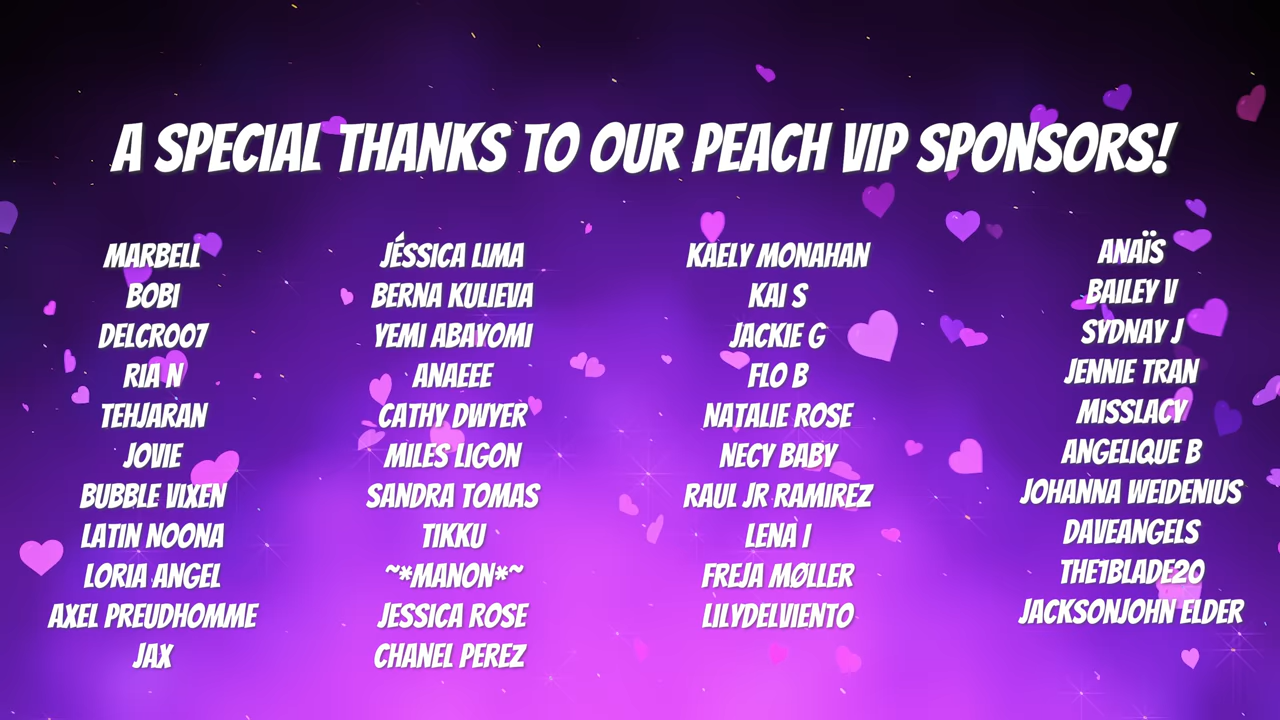 A SPECIAL THANKS TO OUR PEACH VIP SPONSORS!
MARBELL
BOBI
DELCROO7
RIA N
TEHJARAN
JOVIE
BUBBLE VIXEN
LATIN NOONA
LORIA ANGEL
AXEL PREUDHOMME
JAX
JÉSSICA LIMA
BERNA KULIEVA
YEMI ABAYOMI
ANAEEE
CATHY DWYER
MILES LIGON
SANDRA TOMAS
TIKKU
~*MANON*~
JESSICA ROSE
CHANEL PEREZ
KAELY MONAHAN
KAI S
JACKIE G
FLO B
NATALIE ROSE
NECY BABY
RAUL JR RAMIREZ
LENA I
FREJA MØLLER
LILYDELVIENTO
ANAÏS
BAILEY V
SYDNAY J
JENNIE TRAN
MISSLACY
ANGELIQUE B
JOHANNA WEIDENIUS
DAVEANGELS
THE1BLADE20
JACKSONJOHN ELDER